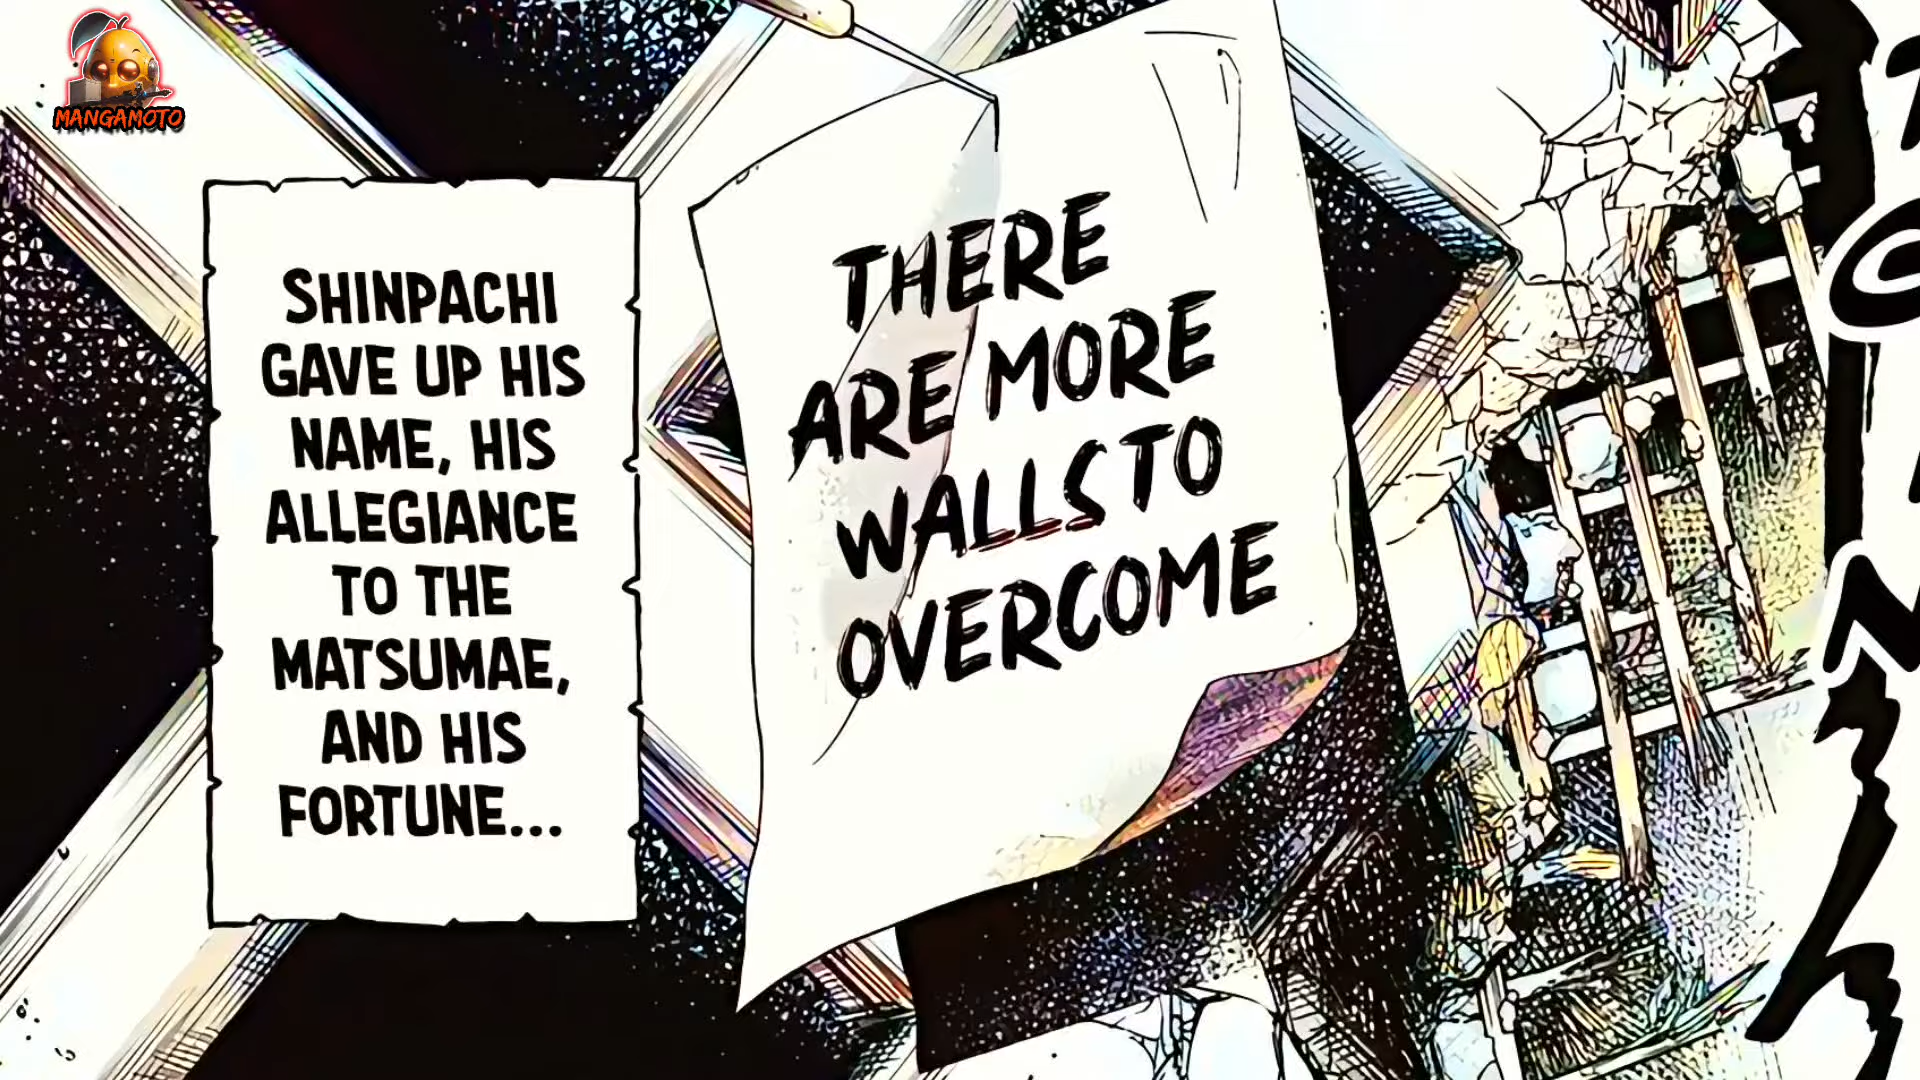 MANGAMOTO
SHINPACHI
GAVE UP HIS
NAME, HIS
ALLEGIANCE
TO THE
MATSUMAE,
AND HIS
FORTUNE...
THERE
ARE MORE
WALLS TO
OVERCOME